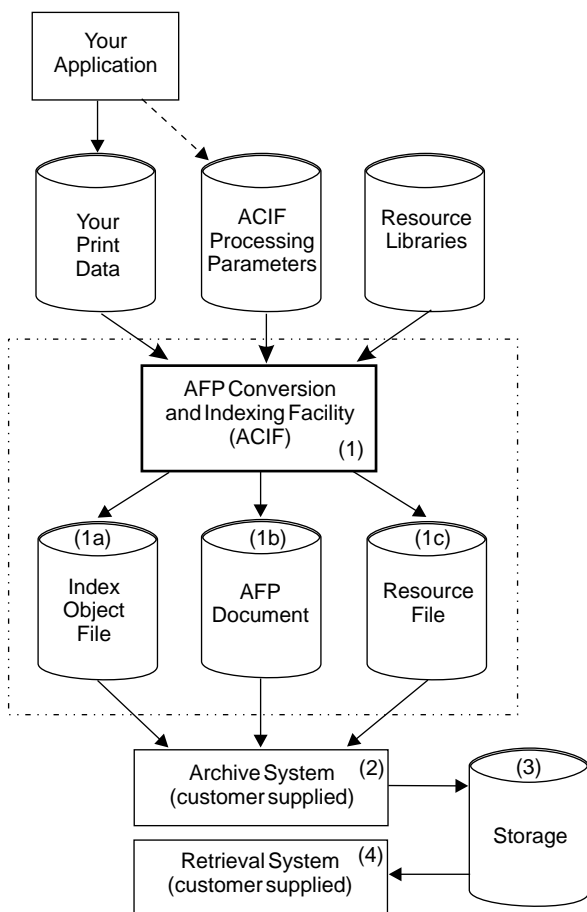 Your
Application
Your
Print
Data
ACIF
Processing
Parameters
Resource
Libraries
AFP Conversion
and Indexing Facility
(ACIF)
(1)
(1a)
Index
Object
File
(1b)
AFP
Document
(1c)
Resource
File
Archive System
(customer supplied)
(2)
(3)
Storage
Retrieval System
(customer supplied)
(4)